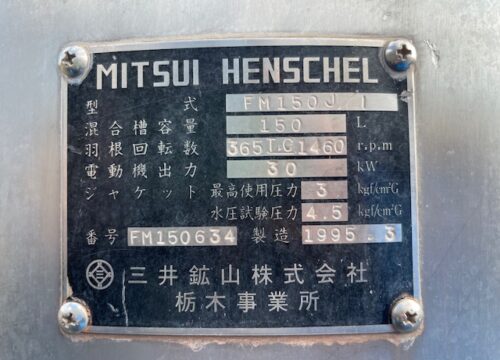 MITSUI HENSCHEL
型式 FM150J/1
混合槽容量 150 L
羽根回転数 365TC1460 r.p.m
電動機出力 30 kW
ジャケット 最高使用圧力 3 kgf/cm²G
水圧試験圧力 4.5 kgf/cm²G
番号 FM150634 製造 1995.3
三井鉱山株式会社
栃木事業所